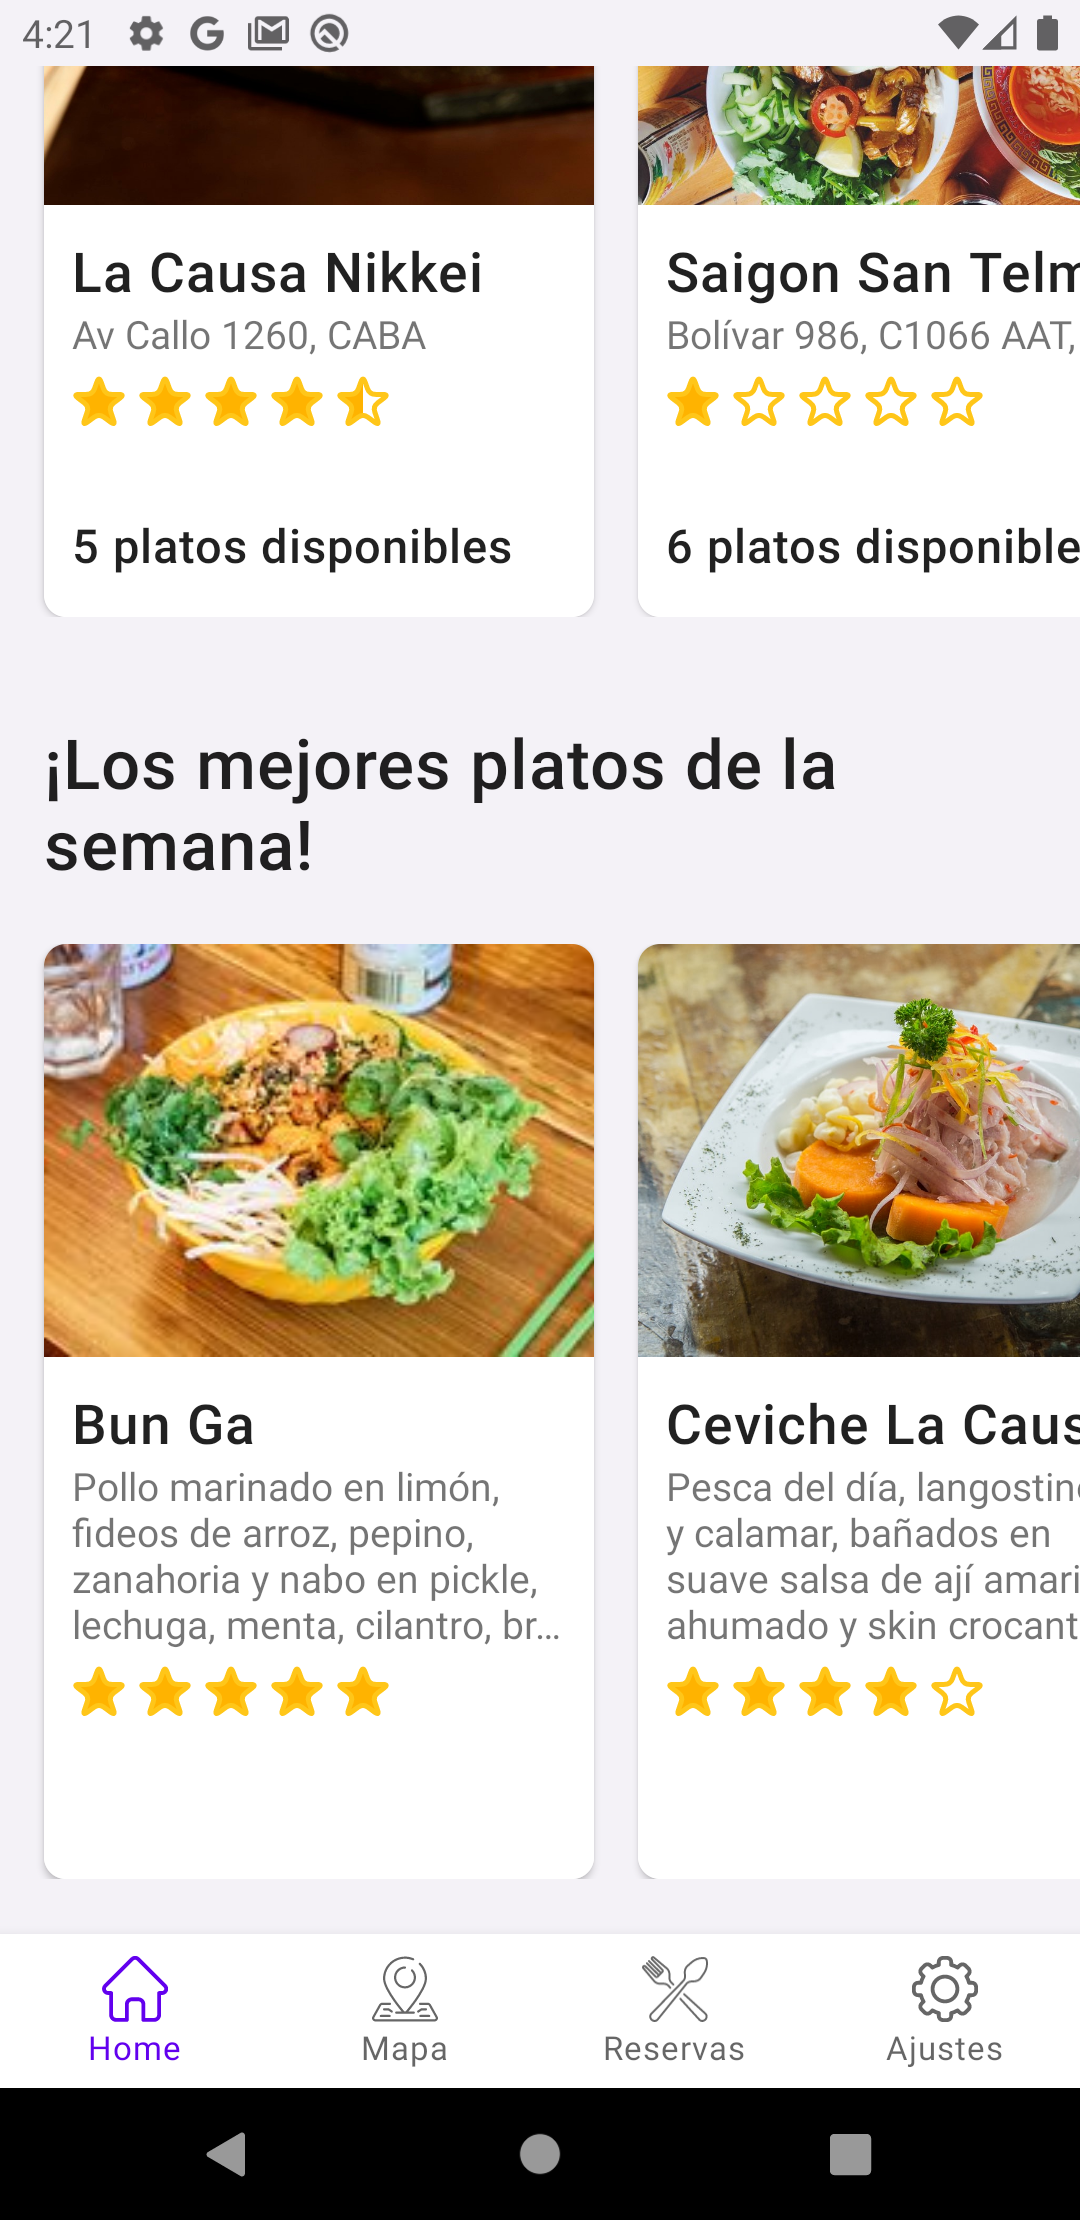 4:21
La Causa Nikkei
Av Callo 1260, CABA
5 platos disponibles
Saigon San Telm
Bolívar 986, C1066 AAT,
6 platos disponible
¡Los mejores platos de la
semana!
Bun Ga
Pollo marinado en limón,
fideos de arroz, pepino,
zanahoria y nabo en pickle,
lechuga, menta, cilantro, br...
Ceviche La Caus
Pesca del día, langostino
y calamar, bañados en
suave salsa de ají amari
ahumado y skin crocant
Home
Mapa
Reservas
Ajustes